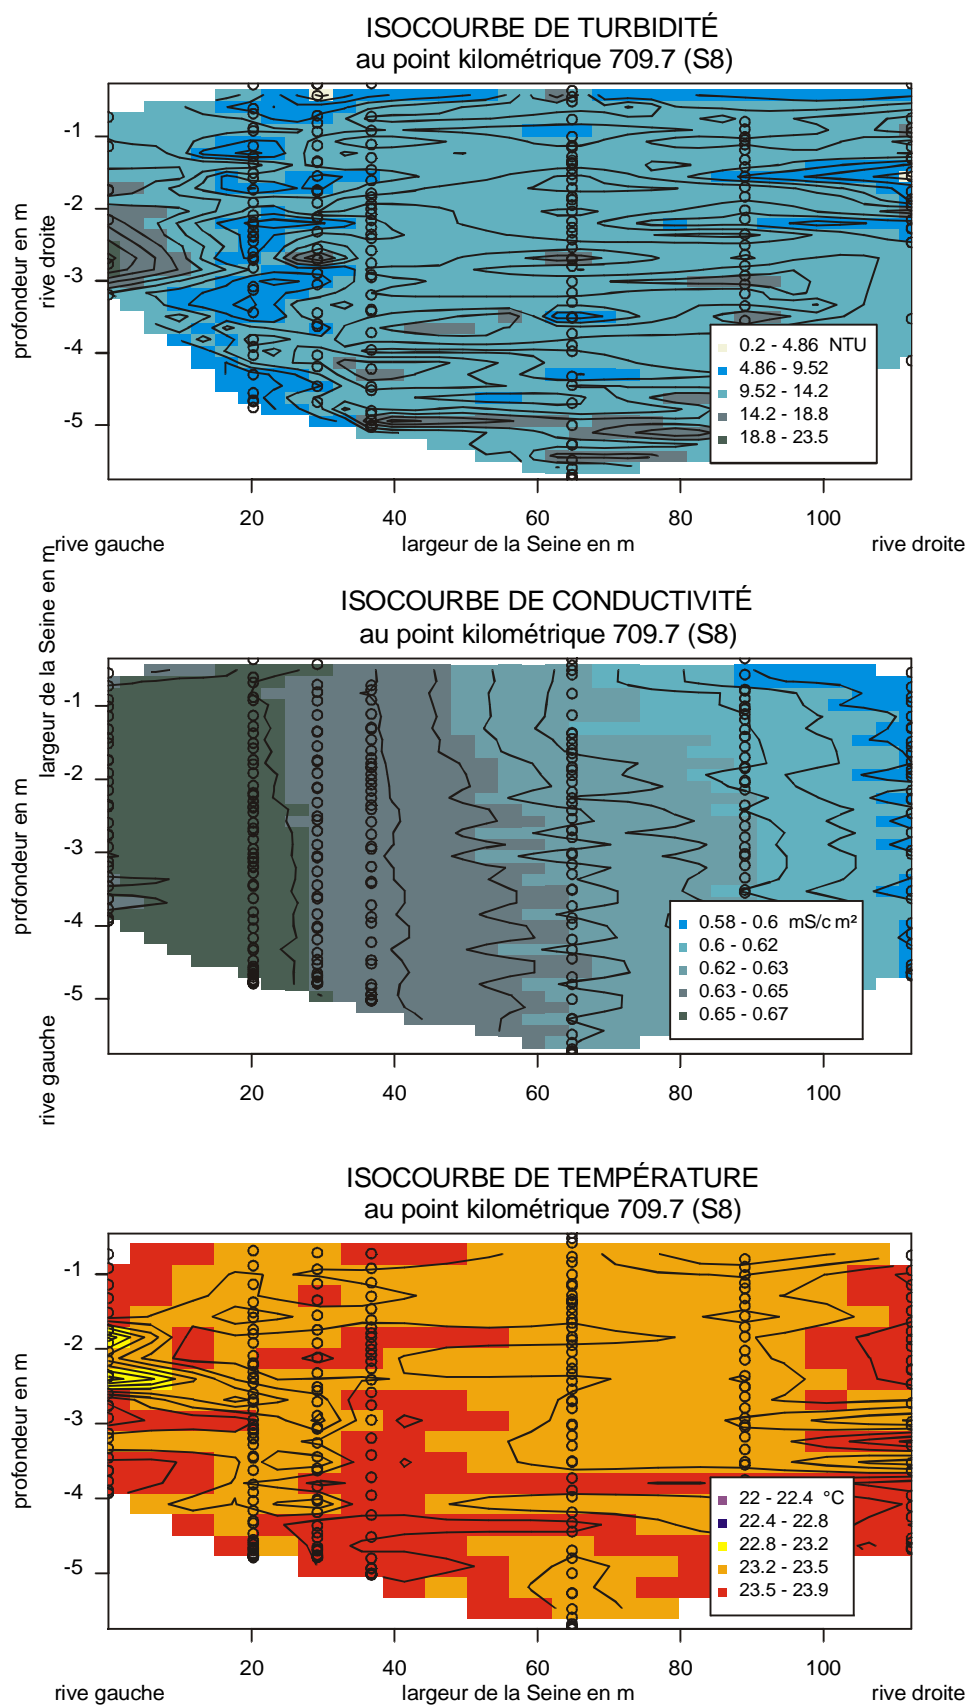 ISOCOURBE DE TURBIDITÉ
au point kilométrique 709.7 (S8)
profondeur en m
rive droite
-1
-2
-3
-4
-5
0.2 - 4.86 NTU
4.86 - 9.52
9.52 - 14.2
14.2 - 18.8
18.8 - 23.5
20
40
60
80
100
rive gauche
largeur de la Seine en m
rive droite
ISOCOURBE DE CONDUCTIVITÉ
au point kilométrique 709.7 (S8)
largeur de la Seine en m
profondeur en m
rive gauche
-1
-2
-3
-4
-5
0.58 - 0.6 mS/c m²
0.6 - 0.62
0.62 - 0.63
0.63 - 0.65
0.65 - 0.67
20
40
60
80
100
ISOCOURBE DE TEMPÉRATURE
au point kilométrique 709.7 (S8)
profondeur en m
-1
-2
-3
-4
-5
22 - 22.4 °C
22.4 - 22.8
22.8 - 23.2
23.2 - 23.5
23.5 - 23.9
20
40
60
80
100
rive gauche
largeur de la Seine en m
rive droite